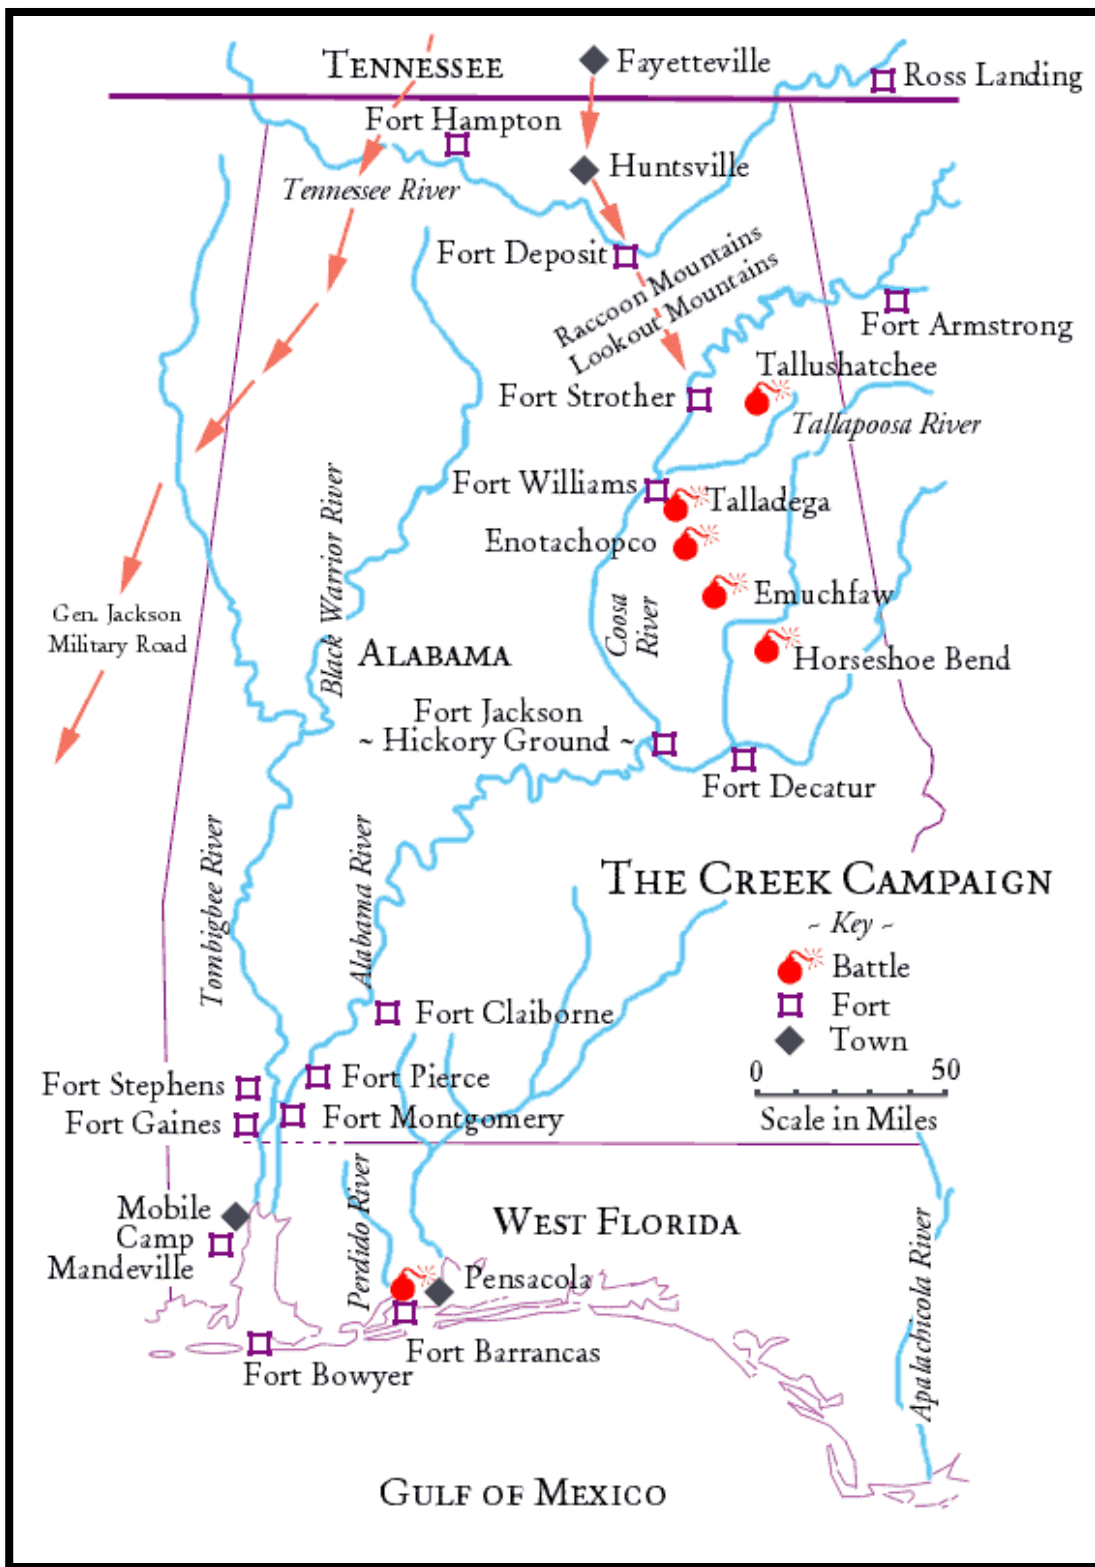 Tennessee
Fayetteville
Ross Landing
Fort Hampton
Huntsville
Tennessee River
Fort Deposit
Raccoon Mountains
Lookout Mountains
Fort Armstrong
Tallushatchee
Fort Strother
Tallapoosa River
Fort Williams
Talladega
Enotachopco
Black Warrior River
Emuchfaw
Coosa
River
Gen. Jackson
Military Road
Alabama
Horseshoe Bend
Fort Jackson
~ Hickory Ground ~
Fort Decatur
Tombigbee River
Alabama River
The Creek Campaign
~ Key ~
Battle
Fort
Town
0 50
Scale in Miles
Fort Claiborne
Fort Stephens
Fort Pierce
Fort Gaines
Fort Montgomery
Mobile
Camp
Mandeville
Perdido River
West Florida
Pensacola
Apalachicola River
Fort Barrancas
Fort Bowyer
Gulf of Mexico